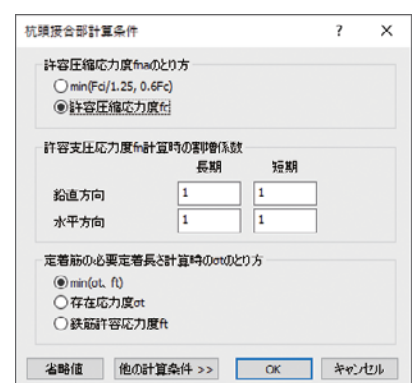 杭頭接合部計算条件 ? ×
許容圧縮応力度fnaのとり方
min(Fc/1.25, 0.6Fc)
許容圧縮応力度fc
許容支圧応力度fn計算時の割増係数
長期 短期
鉛直方向 1 1
水平方向 1 1
定着筋の必要定着長さ計算時のσtのとり方
min(σt, ft)
存在応力度σt
鉄筋許容応力度ft
省略値 他の計算条件 >> OK キャンセル